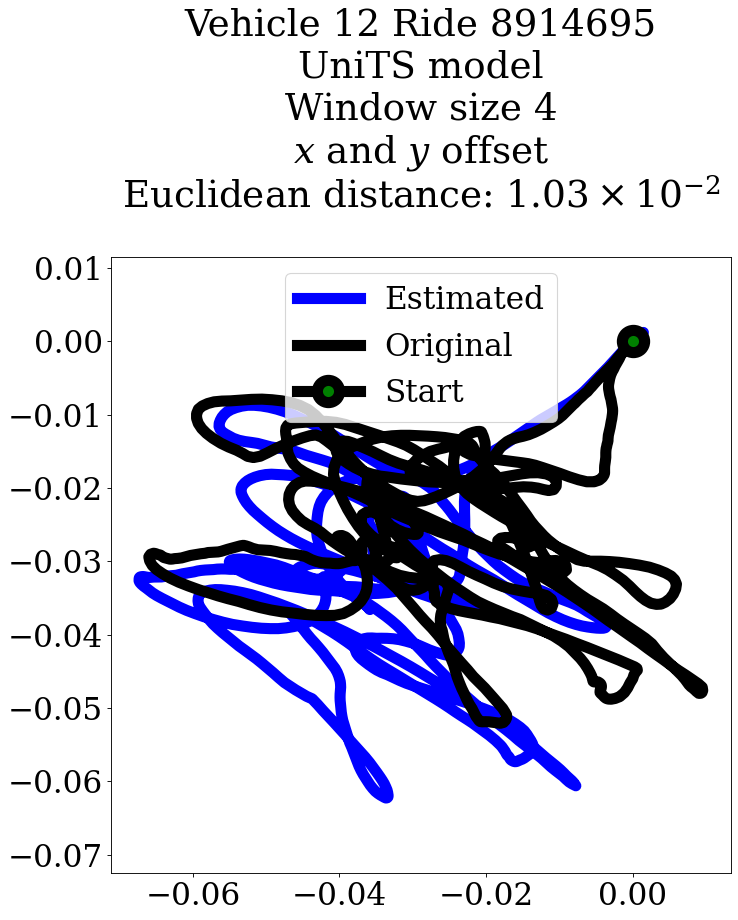 Vehicle 12 Ride 8914695
UniTS model
Window size 4
x and y offset
Euclidean distance: 1.03 × 10⁻²
Estimated
Original
Start
0.01
0.00
−0.01
−0.02
−0.03
−0.04
−0.05
−0.06
−0.07
−0.06 −0.04 −0.02 0.00